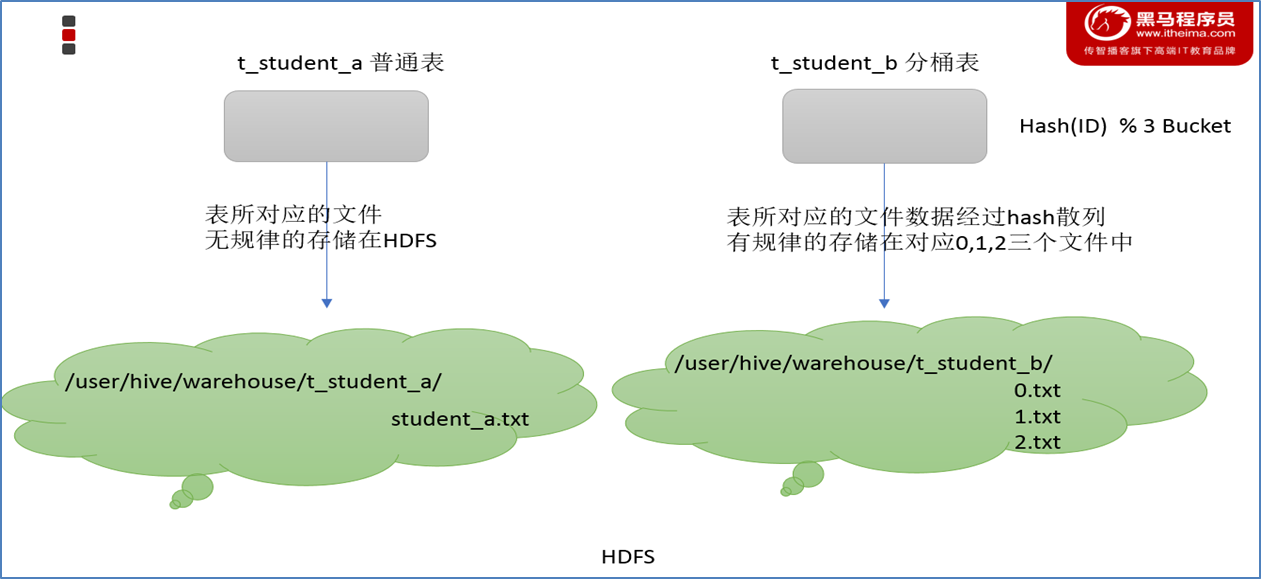 黑马程序员
www.itheima.com
传智播客旗下高端IT教育品牌
t_student_a 普通表
t_student_b 分桶表
Hash(ID) % 3 Bucket
表所对应的文件
无规律的存储在HDFS
表所对应的文件数据经过hash散列
有规律的存储在对应0,1,2三个文件中
/user/hive/warehouse/t_student_a/
student_a.txt
/user/hive/warehouse/t_student_b/
0.txt
1.txt
2.txt
HDFS